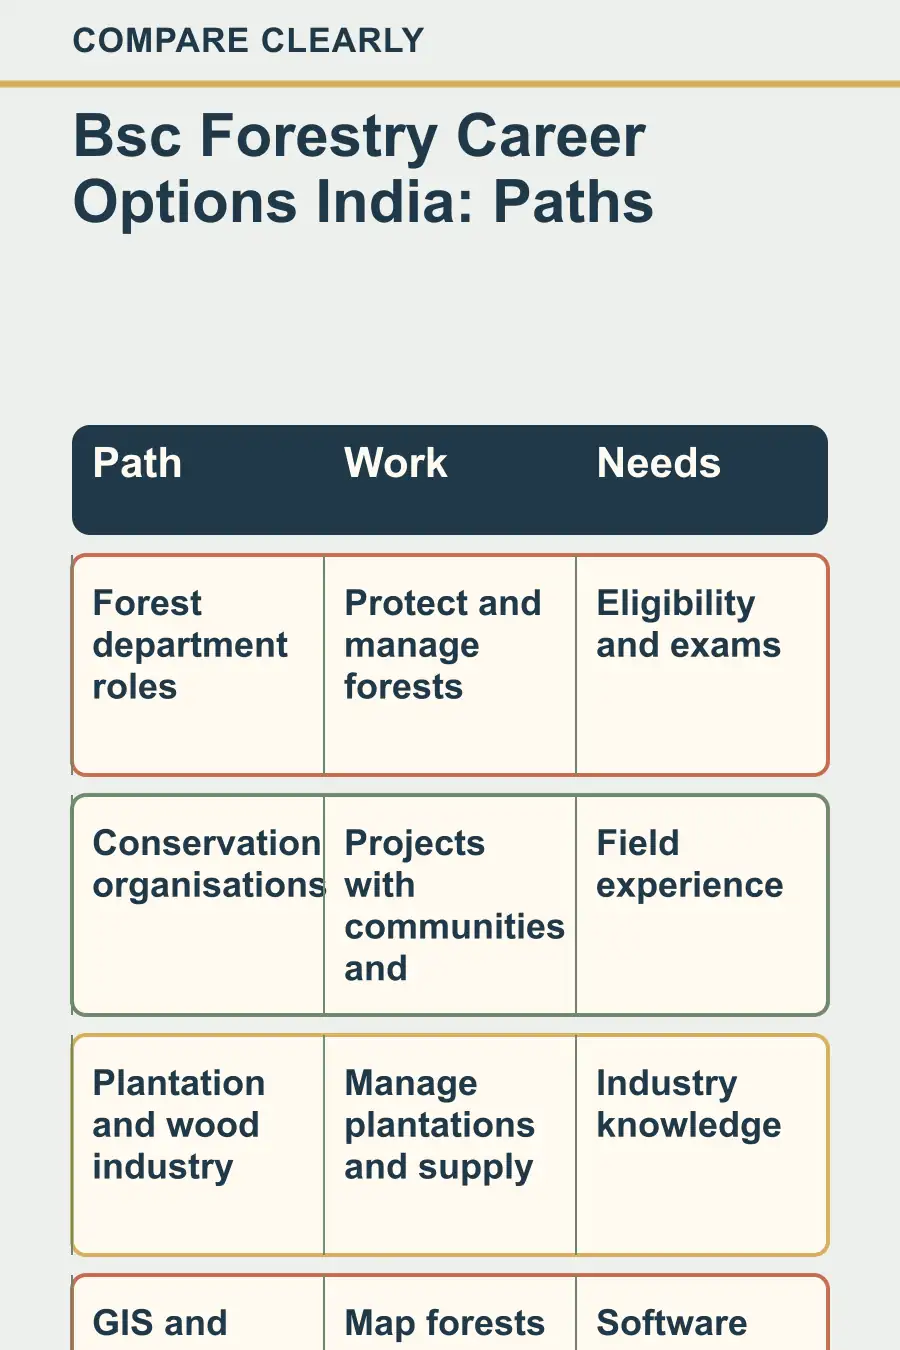 COMPARE CLEARLY
Bsc Forestry Career
Options India: Paths
Path Work Needs
Forest department roles
Protect and manage forests
Eligibility and exams
Conservation organisations
Projects with communities and
Field experience
Plantation and wood industry
Manage plantations and supply
Industry knowledge
GIS and
Map forests
Software